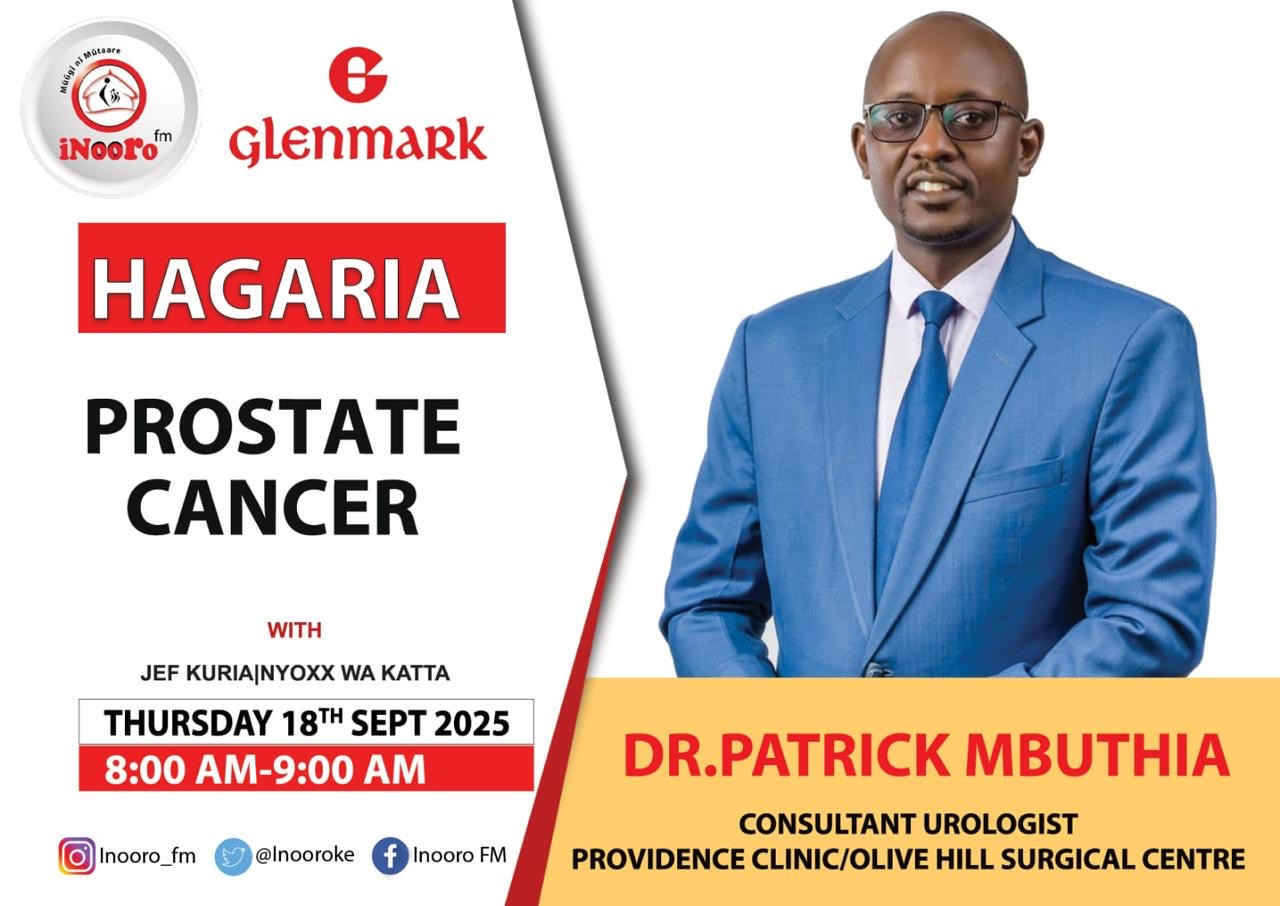 Mũũgĩ nĩ Mũtaare
iNooro fm
GLENMARK
HAGARIA
PROSTATE
CANCER
WITH
JEF KURIA|NYOXX WA KATTA
THURSDAY 18TH SEPT 2025
8:00 AM-9:00 AM
Inooro_fm
@Inooroke
Inooro FM
DR.PATRICK MBUTHIA
CONSULTANT UROLOGIST
PROVIDENCE CLINIC/OLIVE HILL SURGICAL CENTRE